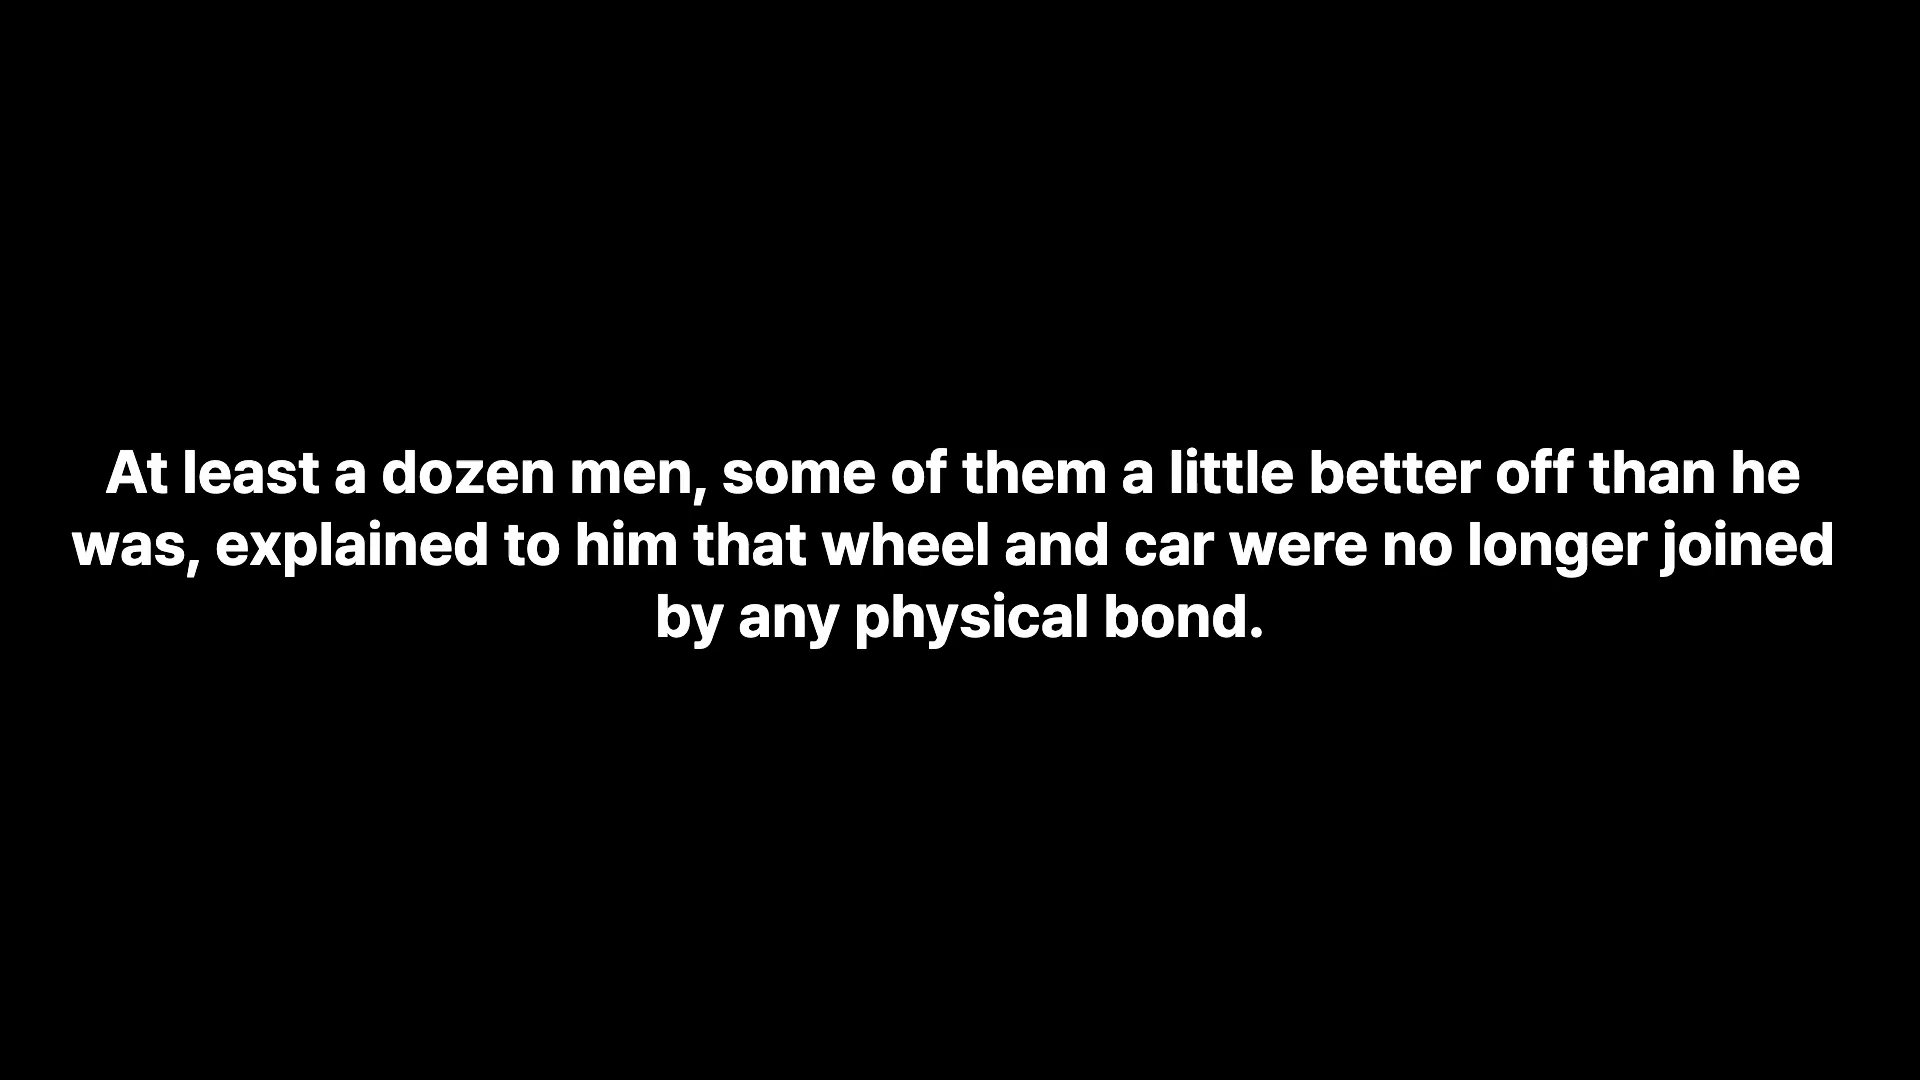 At least a dozen men, some of them a little better off than he
was, explained to him that wheel and car were no longer joined
by any physical bond.